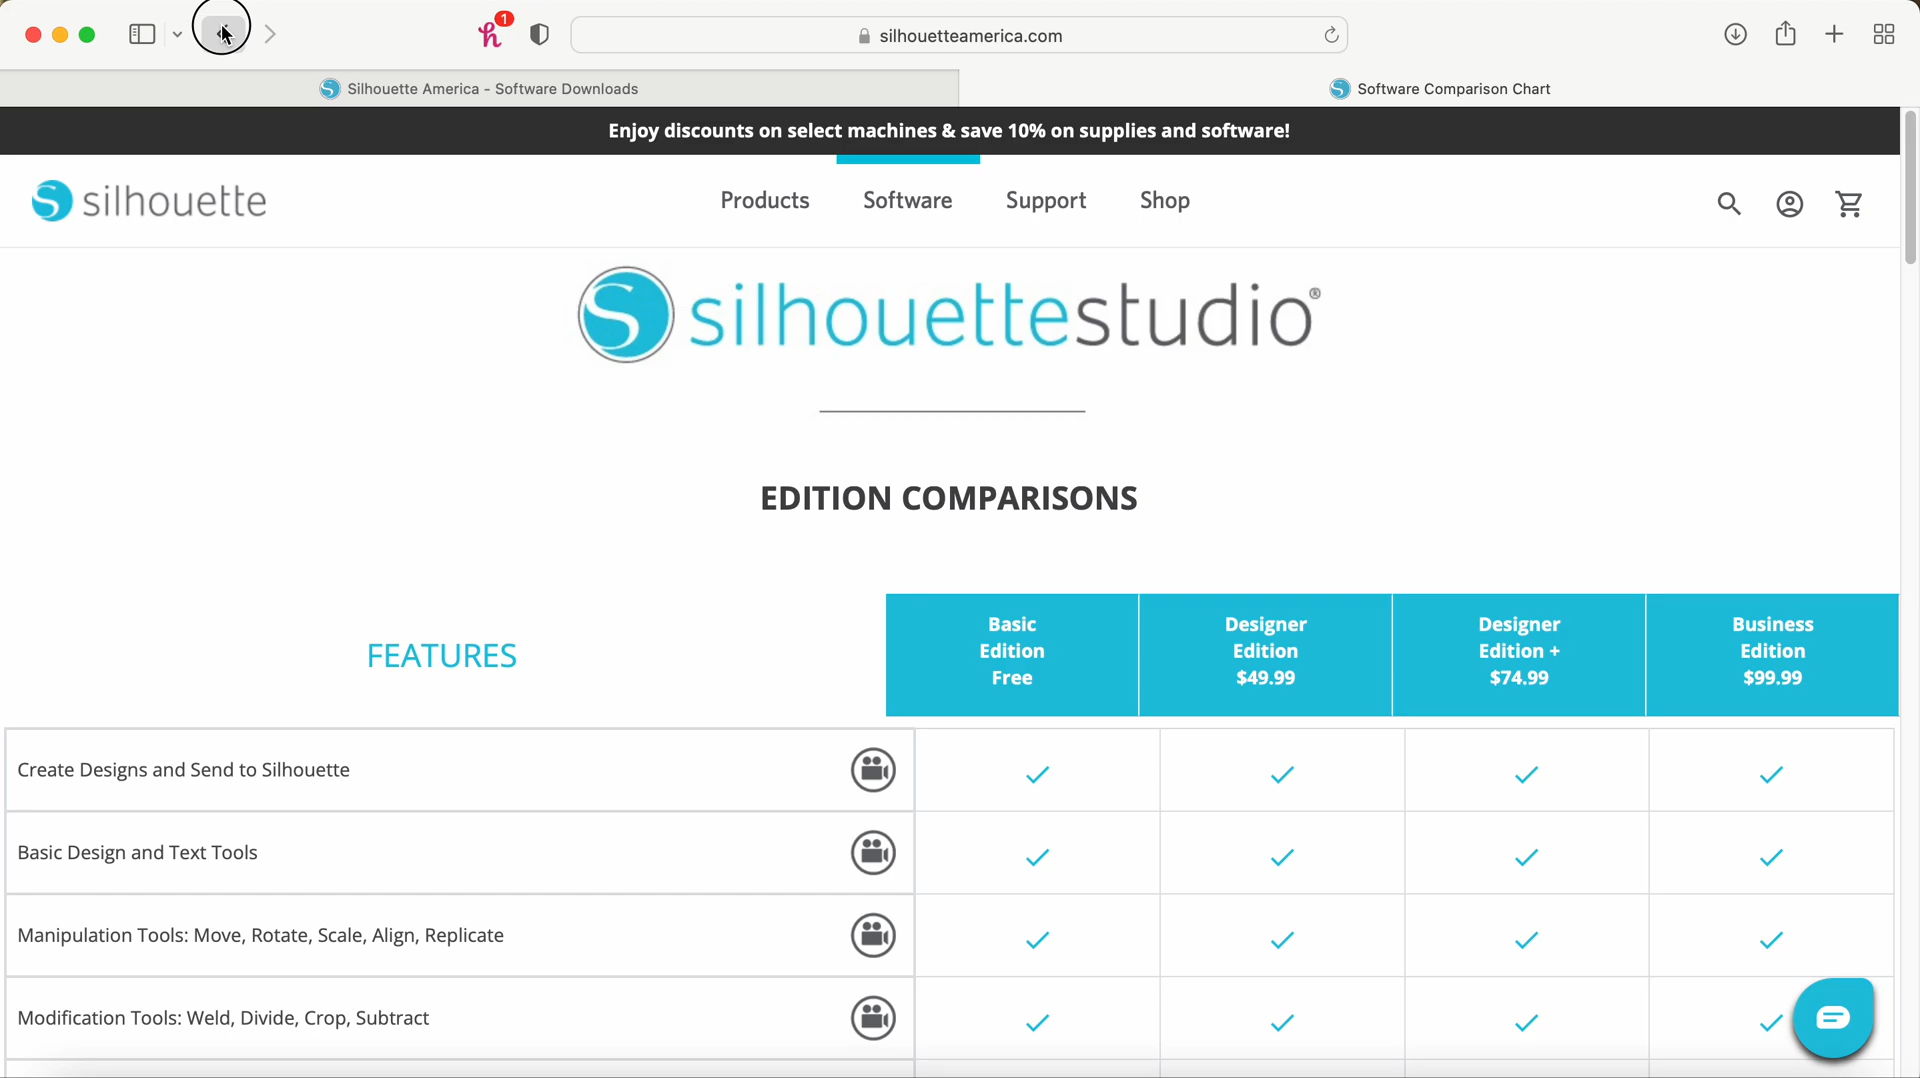 1
silhouetteamerica.com
Silhouette America - Software Downloads
Software Comparison Chart
Enjoy discounts on select machines & save 10% on supplies and software!
silhouette
Products
Software
Support
Shop
silhouettestudio®
EDITION COMPARISONS
FEATURES
Basic
Edition
Free
Designer
Edition
$49.99
Designer
Edition +
$74.99
Business
Edition
$99.99
Create Designs and Send to Silhouette
Basic Design and Text Tools
Manipulation Tools: Move, Rotate, Scale, Align, Replicate
Modification Tools: Weld, Divide, Crop, Subtract